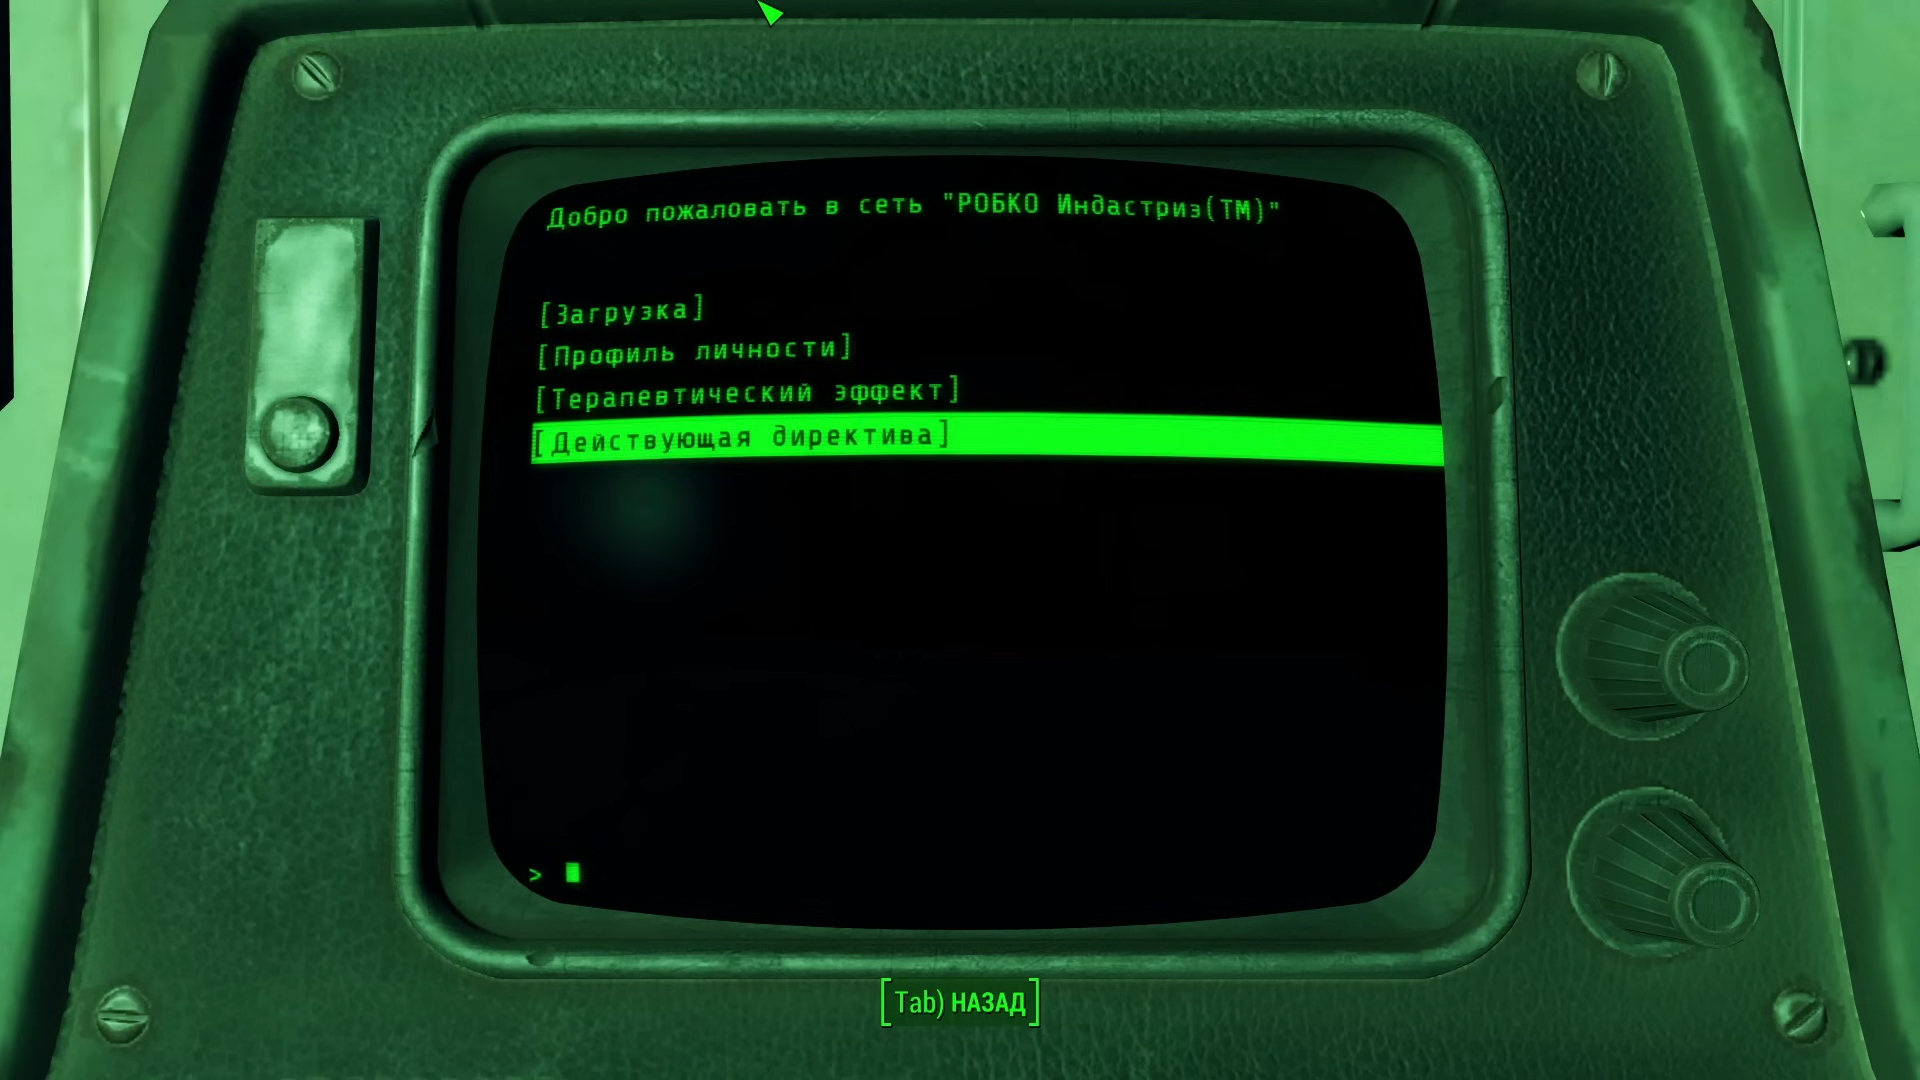 Добро пожаловать в сеть "РОБКО Индастриз(ТМ)"
[Загрузка]
[Профиль личности]
[Терапевтический эффект]
[Действующая директива]
>
[Tab) НАЗАД]